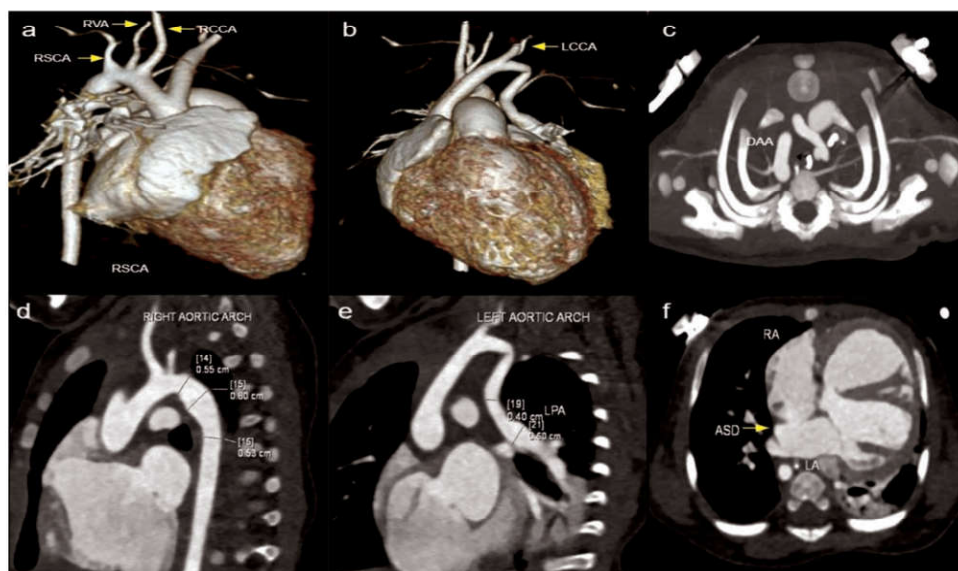 a
RVA
RCCA
RSCA
RSCA
b
LCCA
c
DAA
d
RIGHT AORTIC ARCH
[14]
0.55 cm
[15]
0.60 cm
[16]
0.53 cm
e
LEFT AORTIC ARCH
[19]
0.40 cm
LPA
[21]
0.60 cm
f
RA
ASD
LA